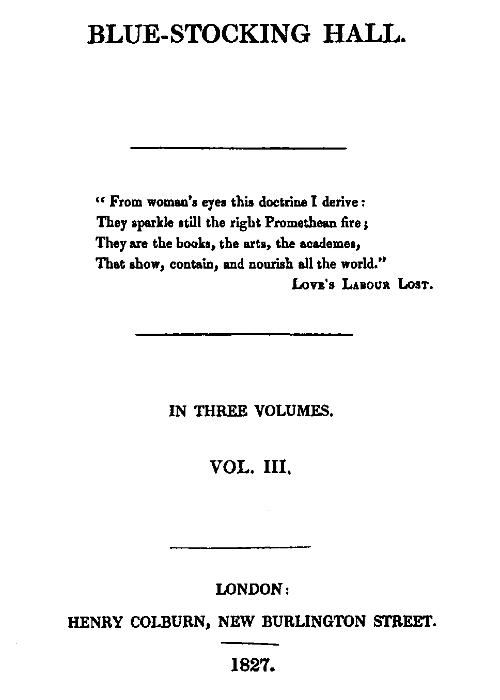 BLUE-STOCKING HALL.
“ From woman's eyes this doctrine I derive :
They sparkle still the right Promethean fire ;
They are the books, the arts, the academes,
That show, contain, and nourish all the world.”
LOVE'S LABOUR LOST.
IN THREE VOLUMES.
VOL. III.
LONDON :
HENRY COLBURN, NEW BURLINGTON STREET.
1827.